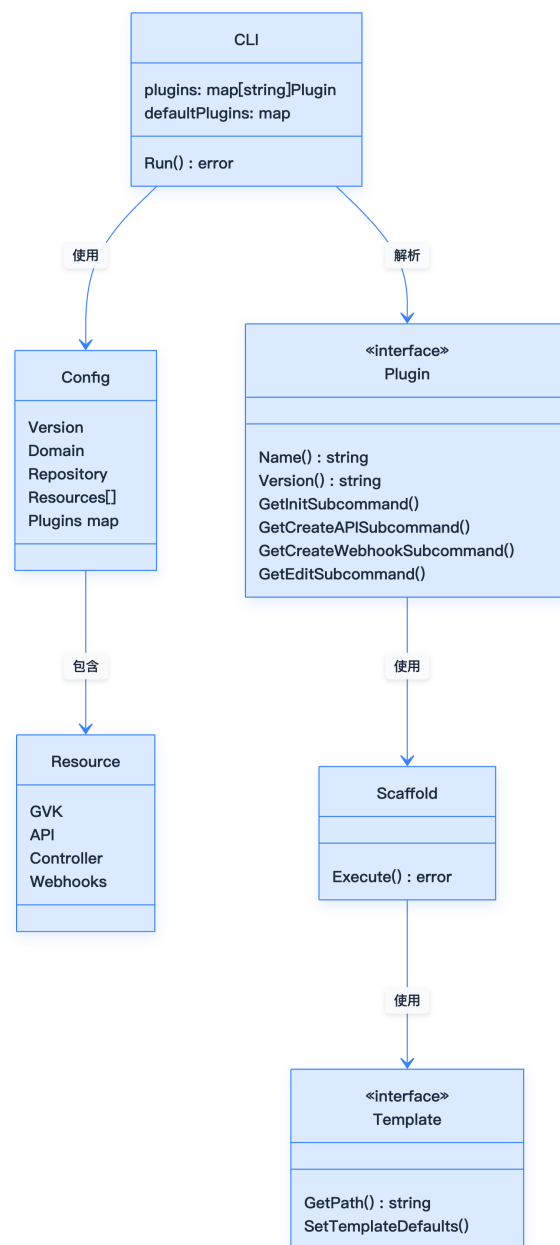 CLI
plugins: map[string]Plugin
defaultPlugins: map
Run() : error
使用
解析
Config
Version
Domain
Repository
Resources[]
Plugins map
«interface»
Plugin
Name() : string
Version() : string
GetInitSubcommand()
GetCreateAPISubcommand()
GetCreateWebhookSubcommand()
GetEditSubcommand()
包含
使用
Resource
GVK
API
Controller
Webhooks
Scaffold
Execute() : error
使用
«interface»
Template
GetPath() : string
SetTemplateDefaults()